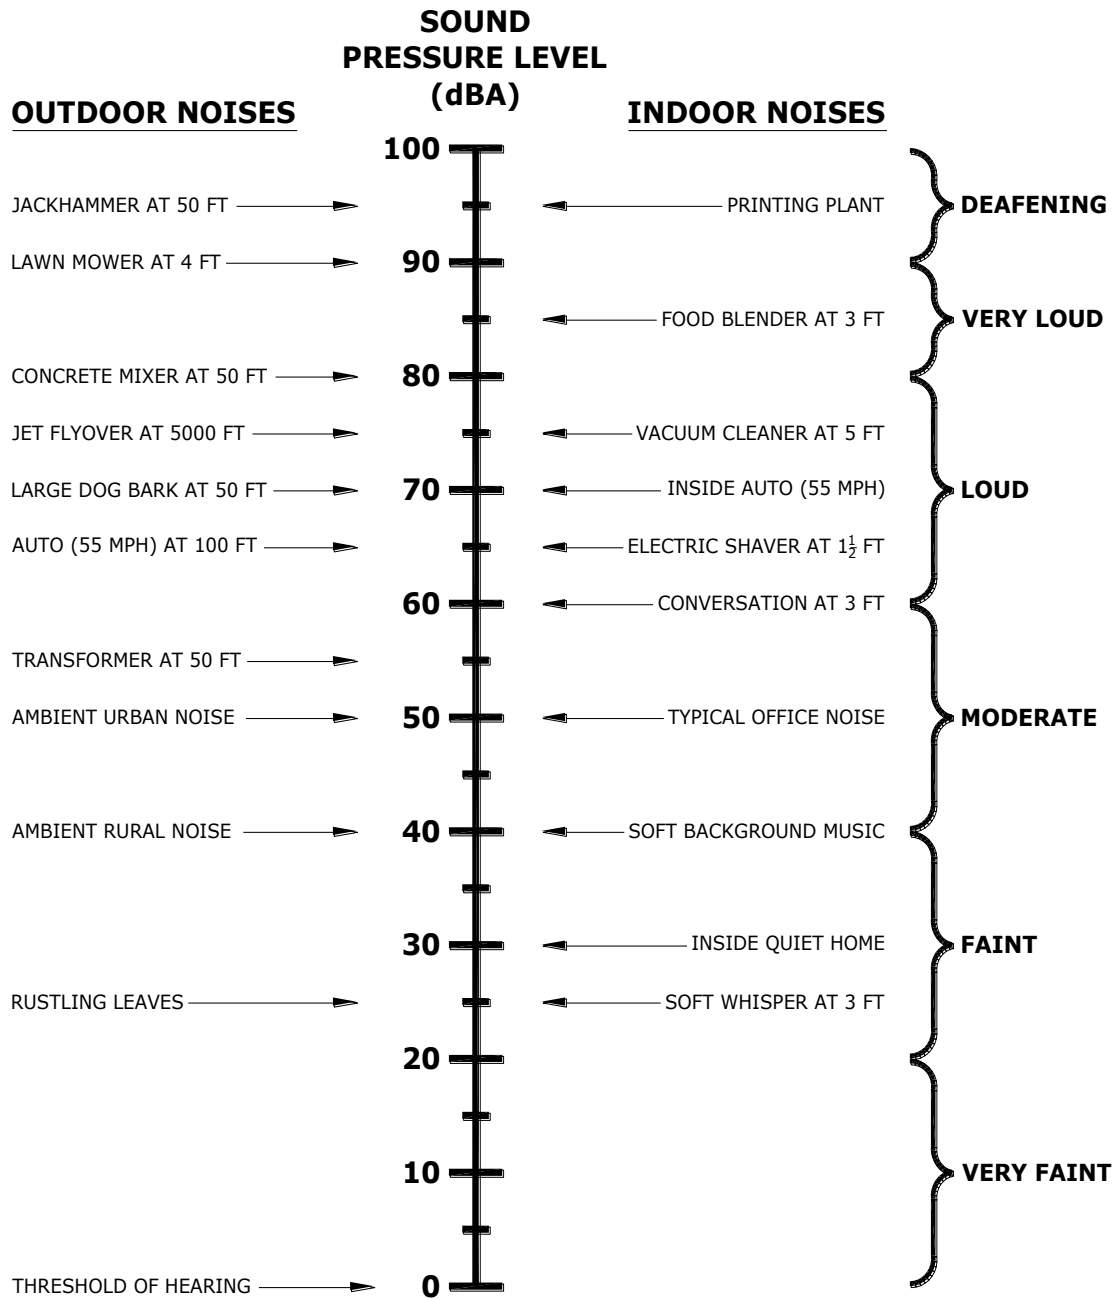 SOUND
PRESSURE LEVEL
(dBA)
OUTDOOR NOISES
INDOOR NOISES
100
JACKHAMMER AT 50 FT
PRINTING PLANT
DEAFENING
LAWN MOWER AT 4 FT
90
FOOD BLENDER AT 3 FT
VERY LOUD
CONCRETE MIXER AT 50 FT
80
JET FLYOVER AT 5000 FT
VACUUM CLEANER AT 5 FT
LARGE DOG BARK AT 50 FT
70
INSIDE AUTO (55 MPH)
LOUD
AUTO (55 MPH) AT 100 FT
ELECTRIC SHAVER AT 1½ FT
60
CONVERSATION AT 3 FT
TRANSFORMER AT 50 FT
AMBIENT URBAN NOISE
50
TYPICAL OFFICE NOISE
MODERATE
AMBIENT RURAL NOISE
40
SOFT BACKGROUND MUSIC
30
INSIDE QUIET HOME
FAINT
RUSTLING LEAVES
SOFT WHISPER AT 3 FT
20
10
VERY FAINT
THRESHOLD OF HEARING
0